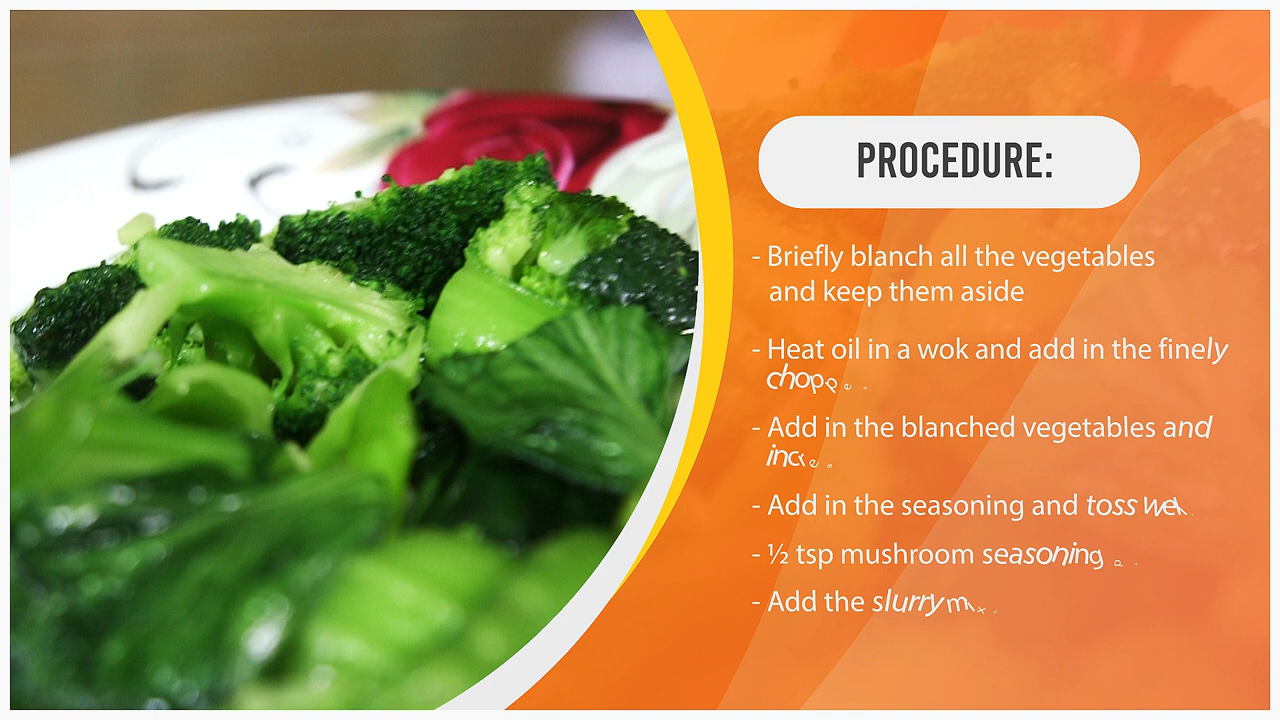 PROCEDURE:
- Briefly blanch all the vegetables
and keep them aside
- Heat oil in a wok and add in the finely
- Add in the blanched vegetables and
- Add in the seasoning and toss
- ½ tsp mushroom seasoning
- Add the slurry